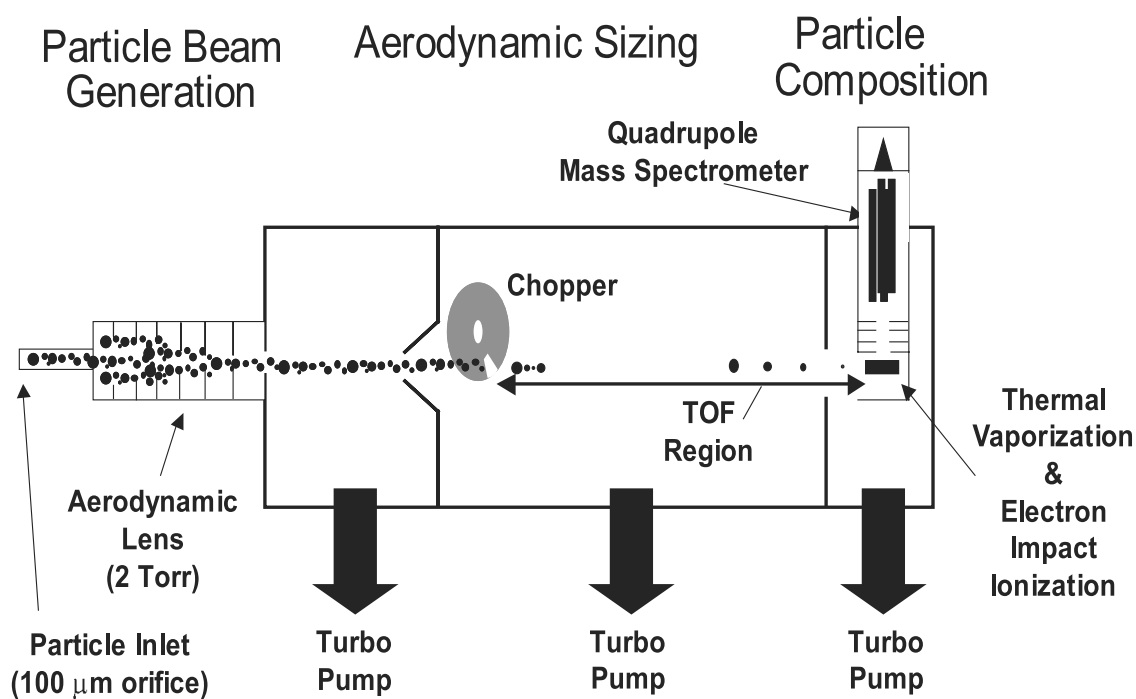 Particle Beam
Generation
Aerodynamic Sizing
Particle
Composition
Quadrupole
Mass Spectrometer
Chopper
TOF
Region
Thermal
Vaporization
&
Electron
Impact
Ionization
Aerodynamic
Lens
(2 Torr)
Particle Inlet
(100 μm orifice)
Turbo
Pump
Turbo
Pump
Turbo
Pump